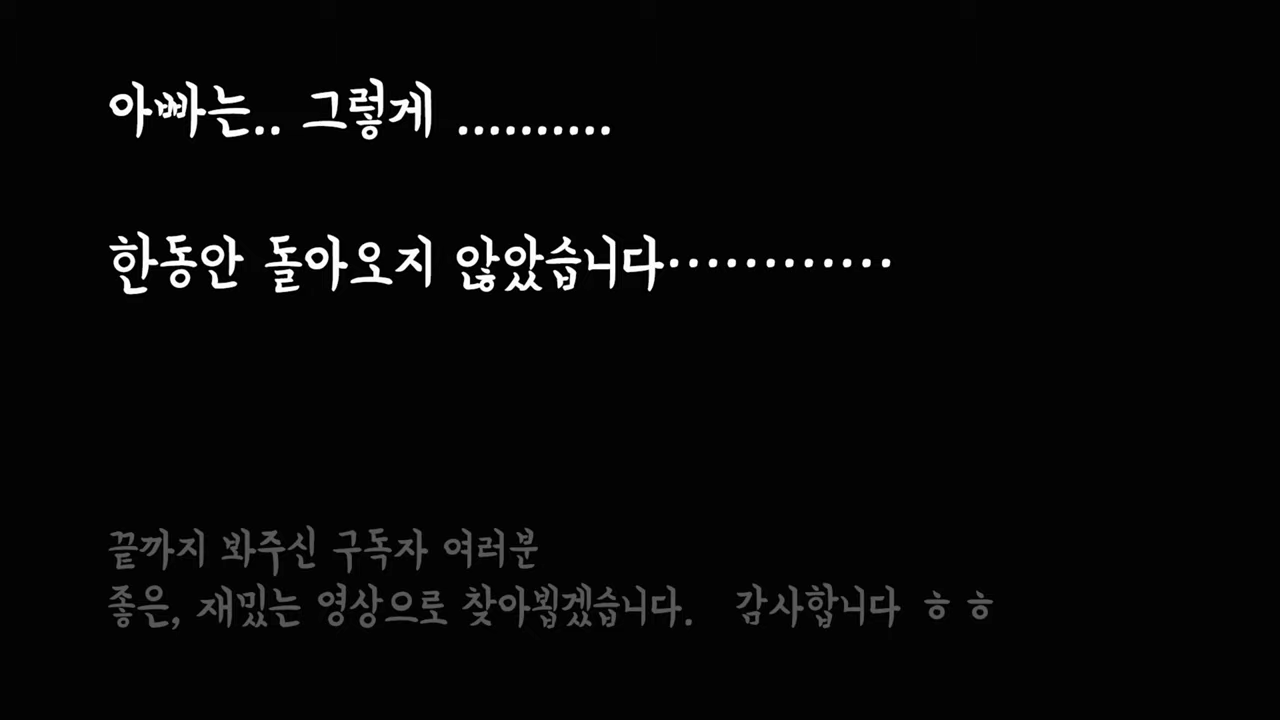 아빠는.. 그렇게 ..........
한동안 돌아오지 않았습니다…………
끝까지 봐주신 구독자 여러분
좋은, 재밌는 영상으로 찾아뵙겠습니다. 감사합니다 ㅎㅎ